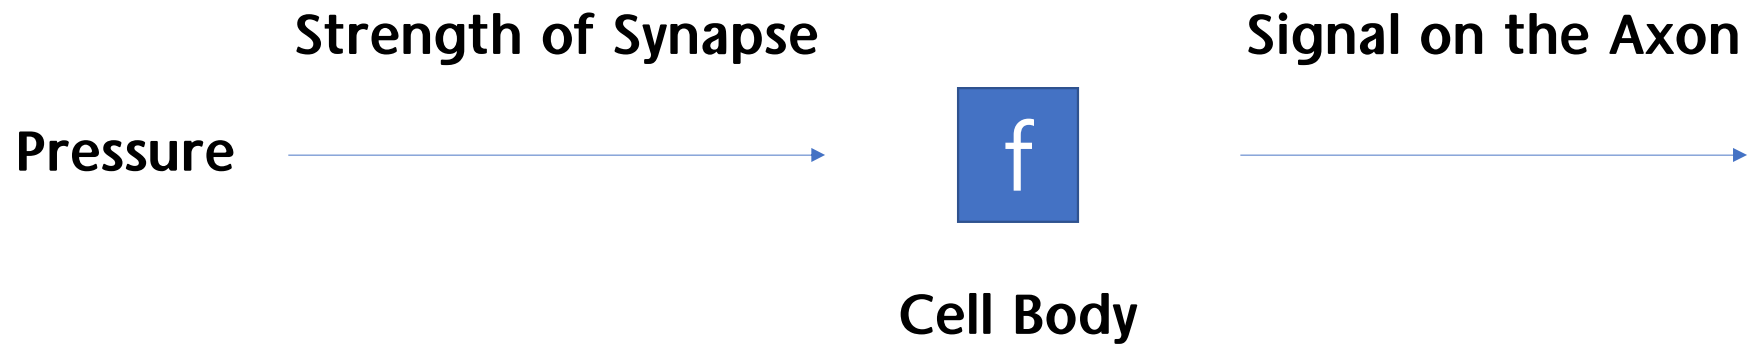 Strength of Synapse
Signal on the Axon
Pressure
f
Cell Body